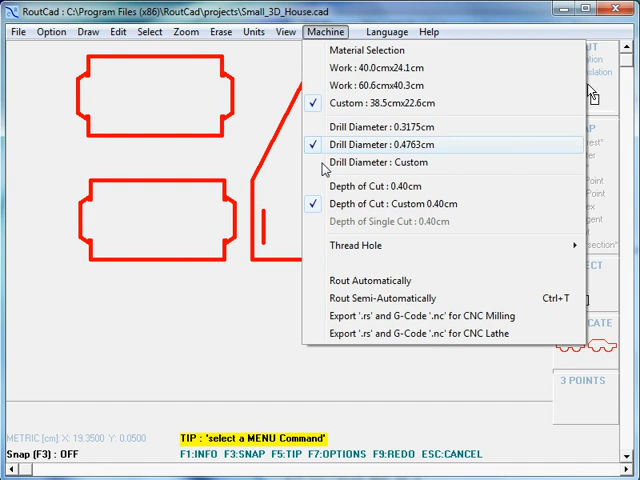 RoutCad : C:\Program Files (x86)\RoutCad\projects\Small_3D_House.cad
File Option Draw Select Zoom Erase Units View Machine Language Help
Material Selection
Work : 40.0cmx24.1cm
Work : 60.6cmx40.3cm
Custom : 38.5cmx22.6cm
Drill Diameter : 0.3175cm
Drill Diameter : 0.4763cm
Drill Diameter : Custom
Depth of Cut : 0.40cm
Depth of Cut : Custom 0.40cm
Depth of Single Cut : 0.40cm
Thread Hole
Rout Automatically
Rout Semi-Automatically Ctrl+T
Export '.rs' and G-Code '.nc' for CNC Milling
Export '.rs' and G-Code '.nc' for CNC Lathe
3 POINTS
METRIC [cm]: X: 19.3500 Y: 0.0500
TIP : 'select a MENU Command'
Snap (F3) : OFF
F1:INFO F3:SNAP F5:TIP F7:OPTIONS F9:REDO ESC:CANCEL